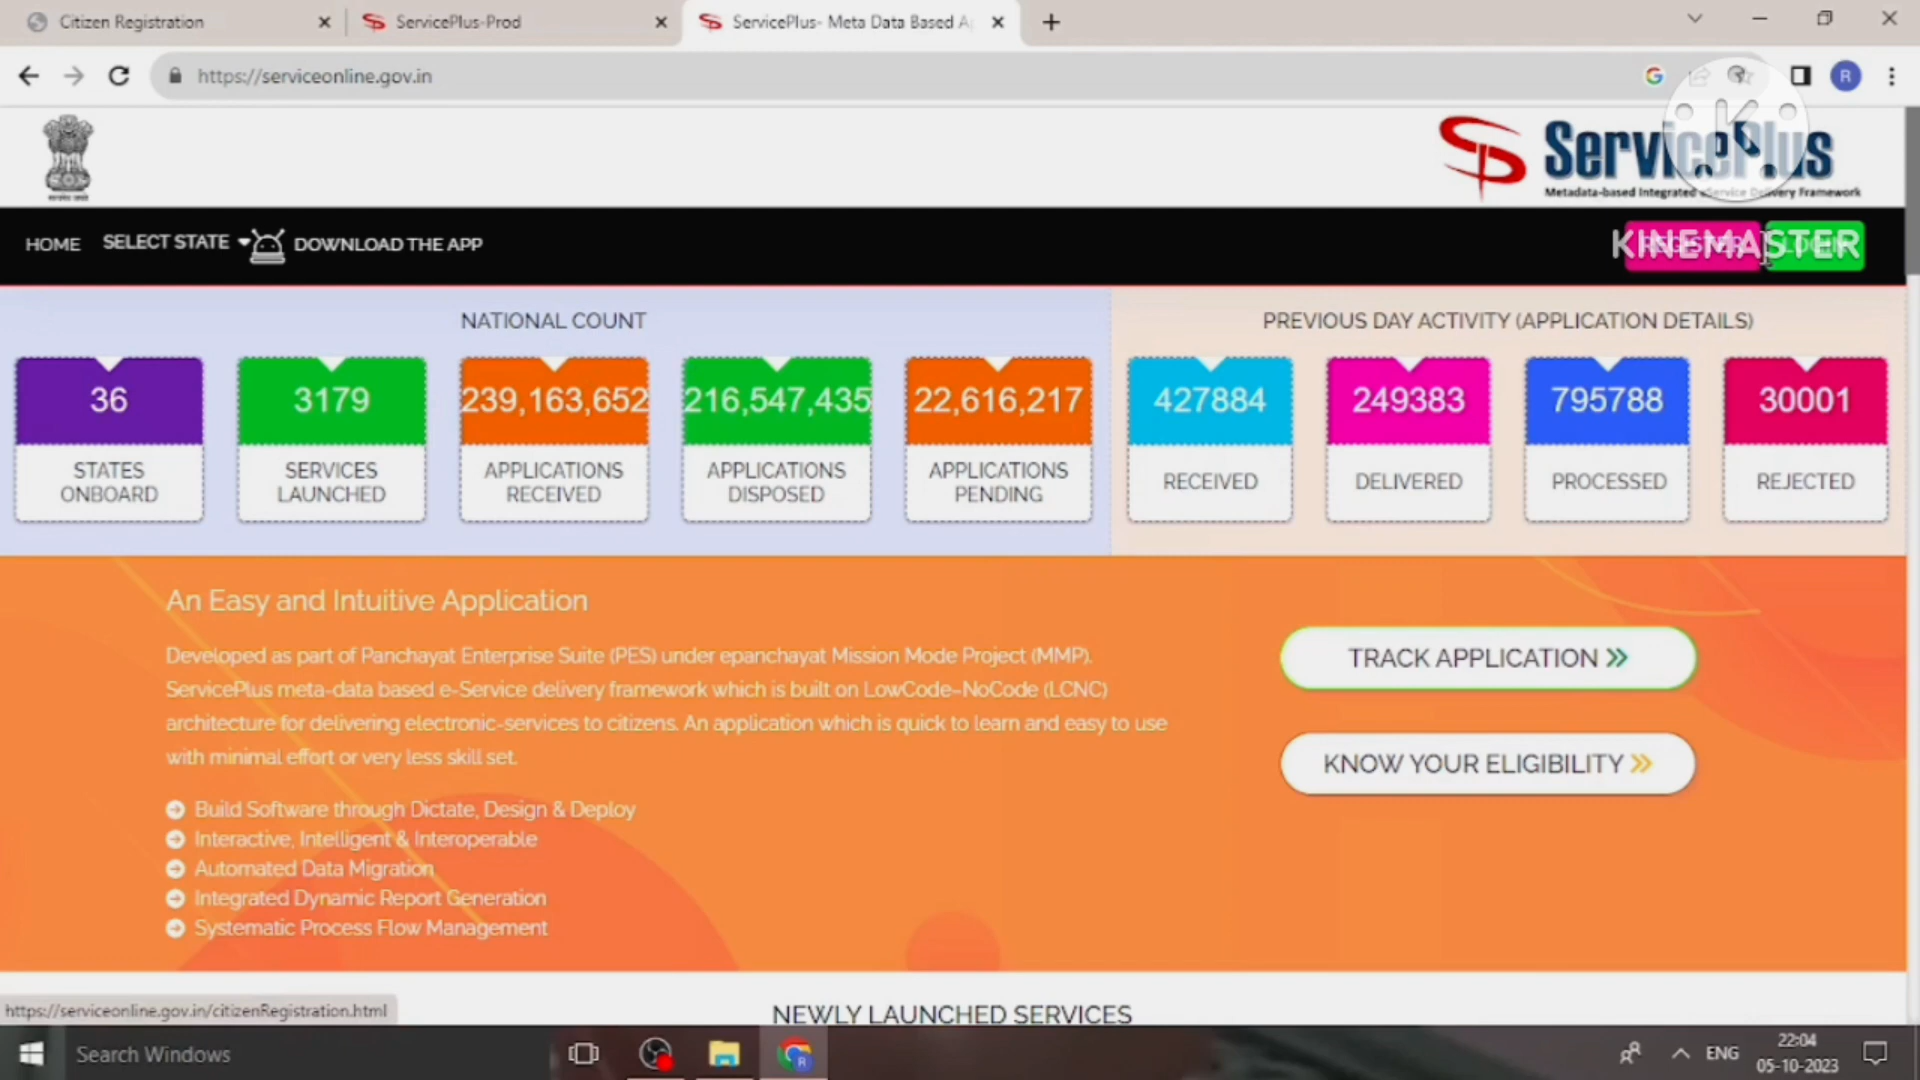 Citizen Registration
ServicePlus-Prod
ServicePlus- Meta Data Based A
https://serviceonline.gov.in
R
ServicePlus
Metadata-based Integrated eService Delivery Framework
HOME
SELECT STATE
DOWNLOAD THE APP
REGISTER
LOGIN
KINEMASTER
NATIONAL COUNT
PREVIOUS DAY ACTIVITY (APPLICATION DETAILS)
36
3179
239,163,652
216,547,435
22,616,217
427884
249383
795788
30001
STATES
ONBOARD
SERVICES
LAUNCHED
APPLICATIONS
RECEIVED
APPLICATIONS
DISPOSED
APPLICATIONS
PENDING
RECEIVED
DELIVERED
PROCESSED
REJECTED
An Easy and Intuitive Application
Developed as part of Panchayat Enterprise Suite (PES) under epanchayat Mission Mode Project (MMP).
ServicePlus meta-data based e-Service delivery framework which is built on LowCode-NoCode (LCNC)
architecture for delivering electronic-services to citizens. An application which is quick to learn and easy to use
with minimal effort or very less skill set.
Build Software through Dictate, Design & Deploy
Interactive, Intelligent & Interoperable
Automated Data Migration
Integrated Dynamic Report Generation
Systematic Process Flow Management
TRACK APPLICATION
KNOW YOUR ELIGIBILITY
https://serviceonline.gov.in/citizenRegistration.html
NEWLY LAUNCHED SERVICES
Search Windows
R
ENG
22:04
05-10-2023